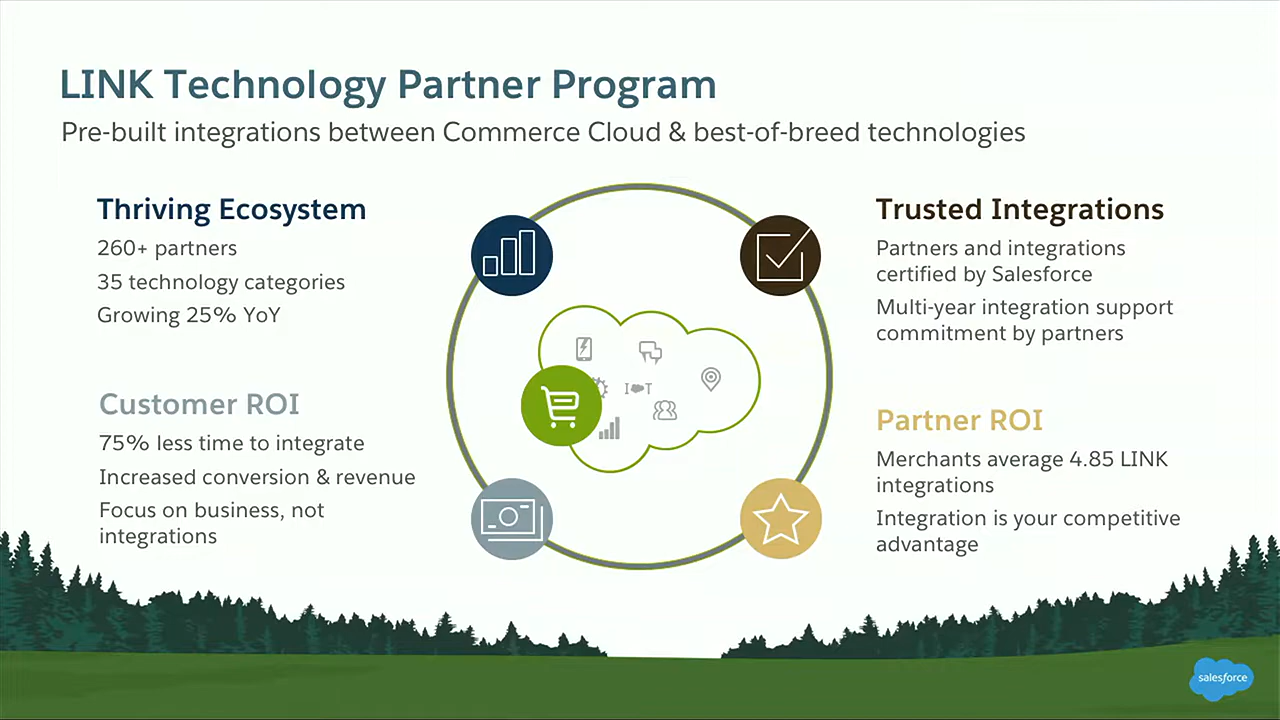 LINK Technology Partner Program
Pre-built integrations between Commerce Cloud & best-of-breed technologies
Thriving Ecosystem
260+ partners
35 technology categories
Growing 25% YoY
Customer ROI
75% less time to integrate
Increased conversion & revenue
Focus on business, not
integrations
I T
Trusted Integrations
Partners and integrations
certified by Salesforce
Multi-year integration support
commitment by partners
Partner ROI
Merchants average 4.85 LINK
integrations
Integration is your competitive
advantage
salesforce